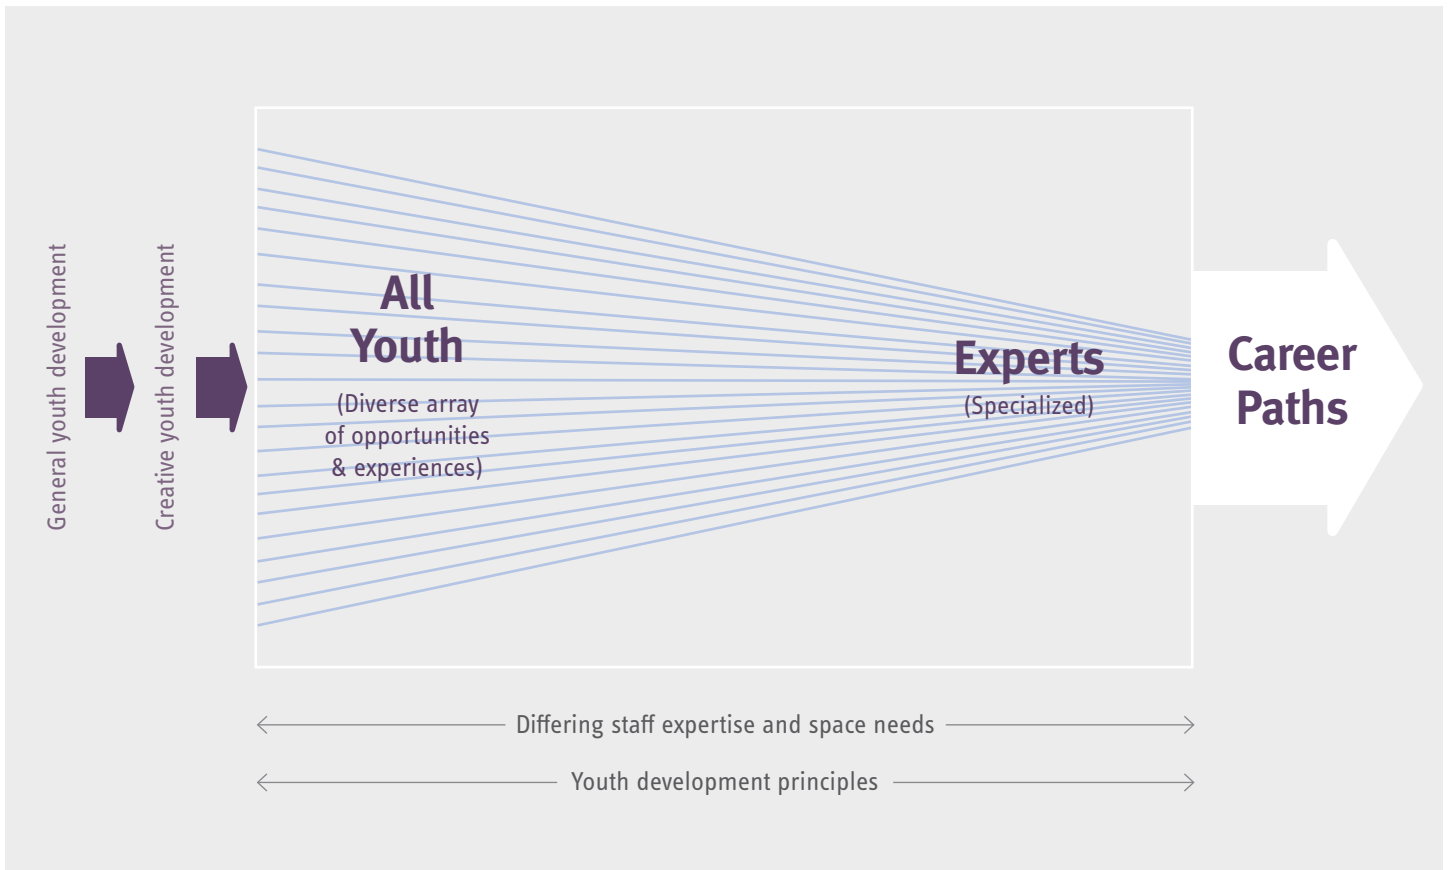 General youth development
Creative youth development
All
Youth
(Diverse array
of opportunities
& experiences)
Experts
(Specialized)
Career
Paths
Differing staff expertise and space needs
Youth development principles